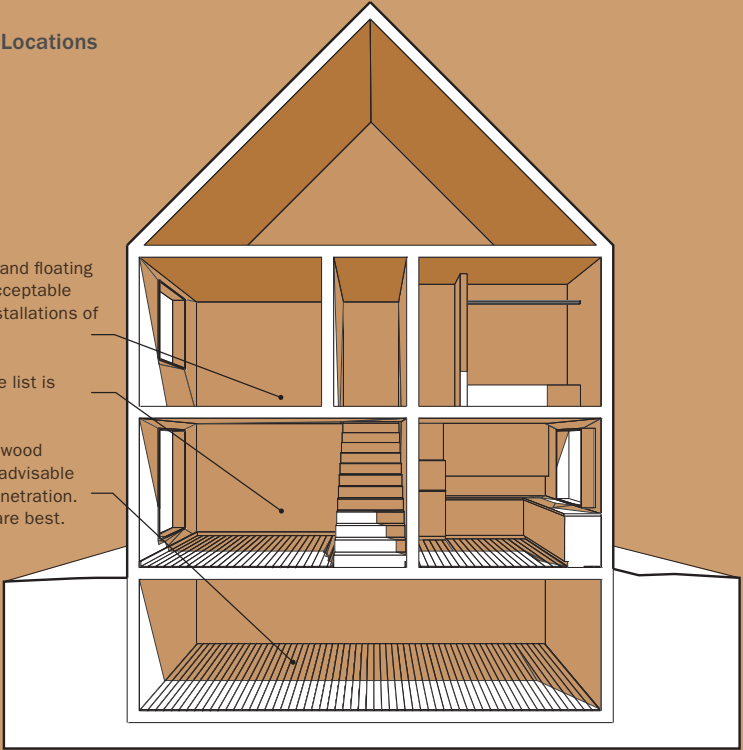 Locations
and floating
cceptable
stallations of
e list is
wood
advisable
netration.
are best.